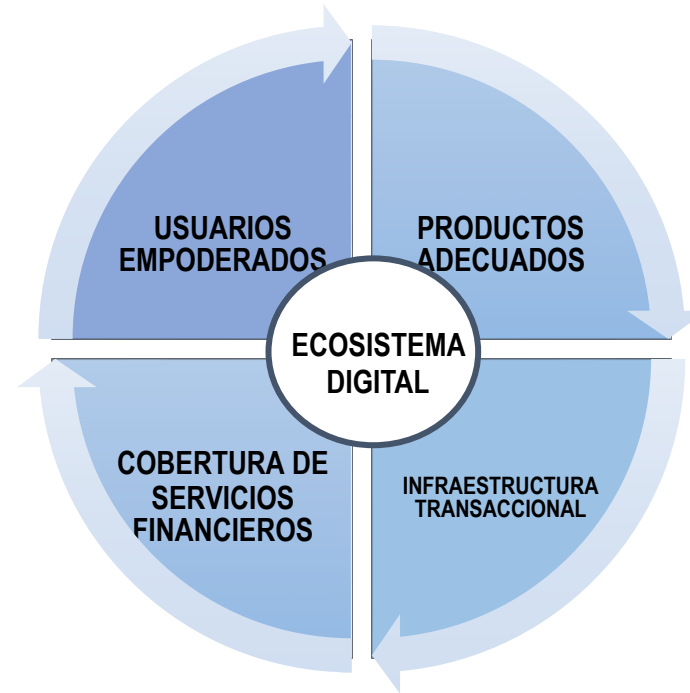 USUARIOS
EMPODERADOS
PRODUCTOS
ADECUADOS
ECOSISTEMA
DIGITAL
COBERTURA DE
SERVICIOS
FINANCIEROS
INFRAESTRUCTURA
TRANSACCIONAL